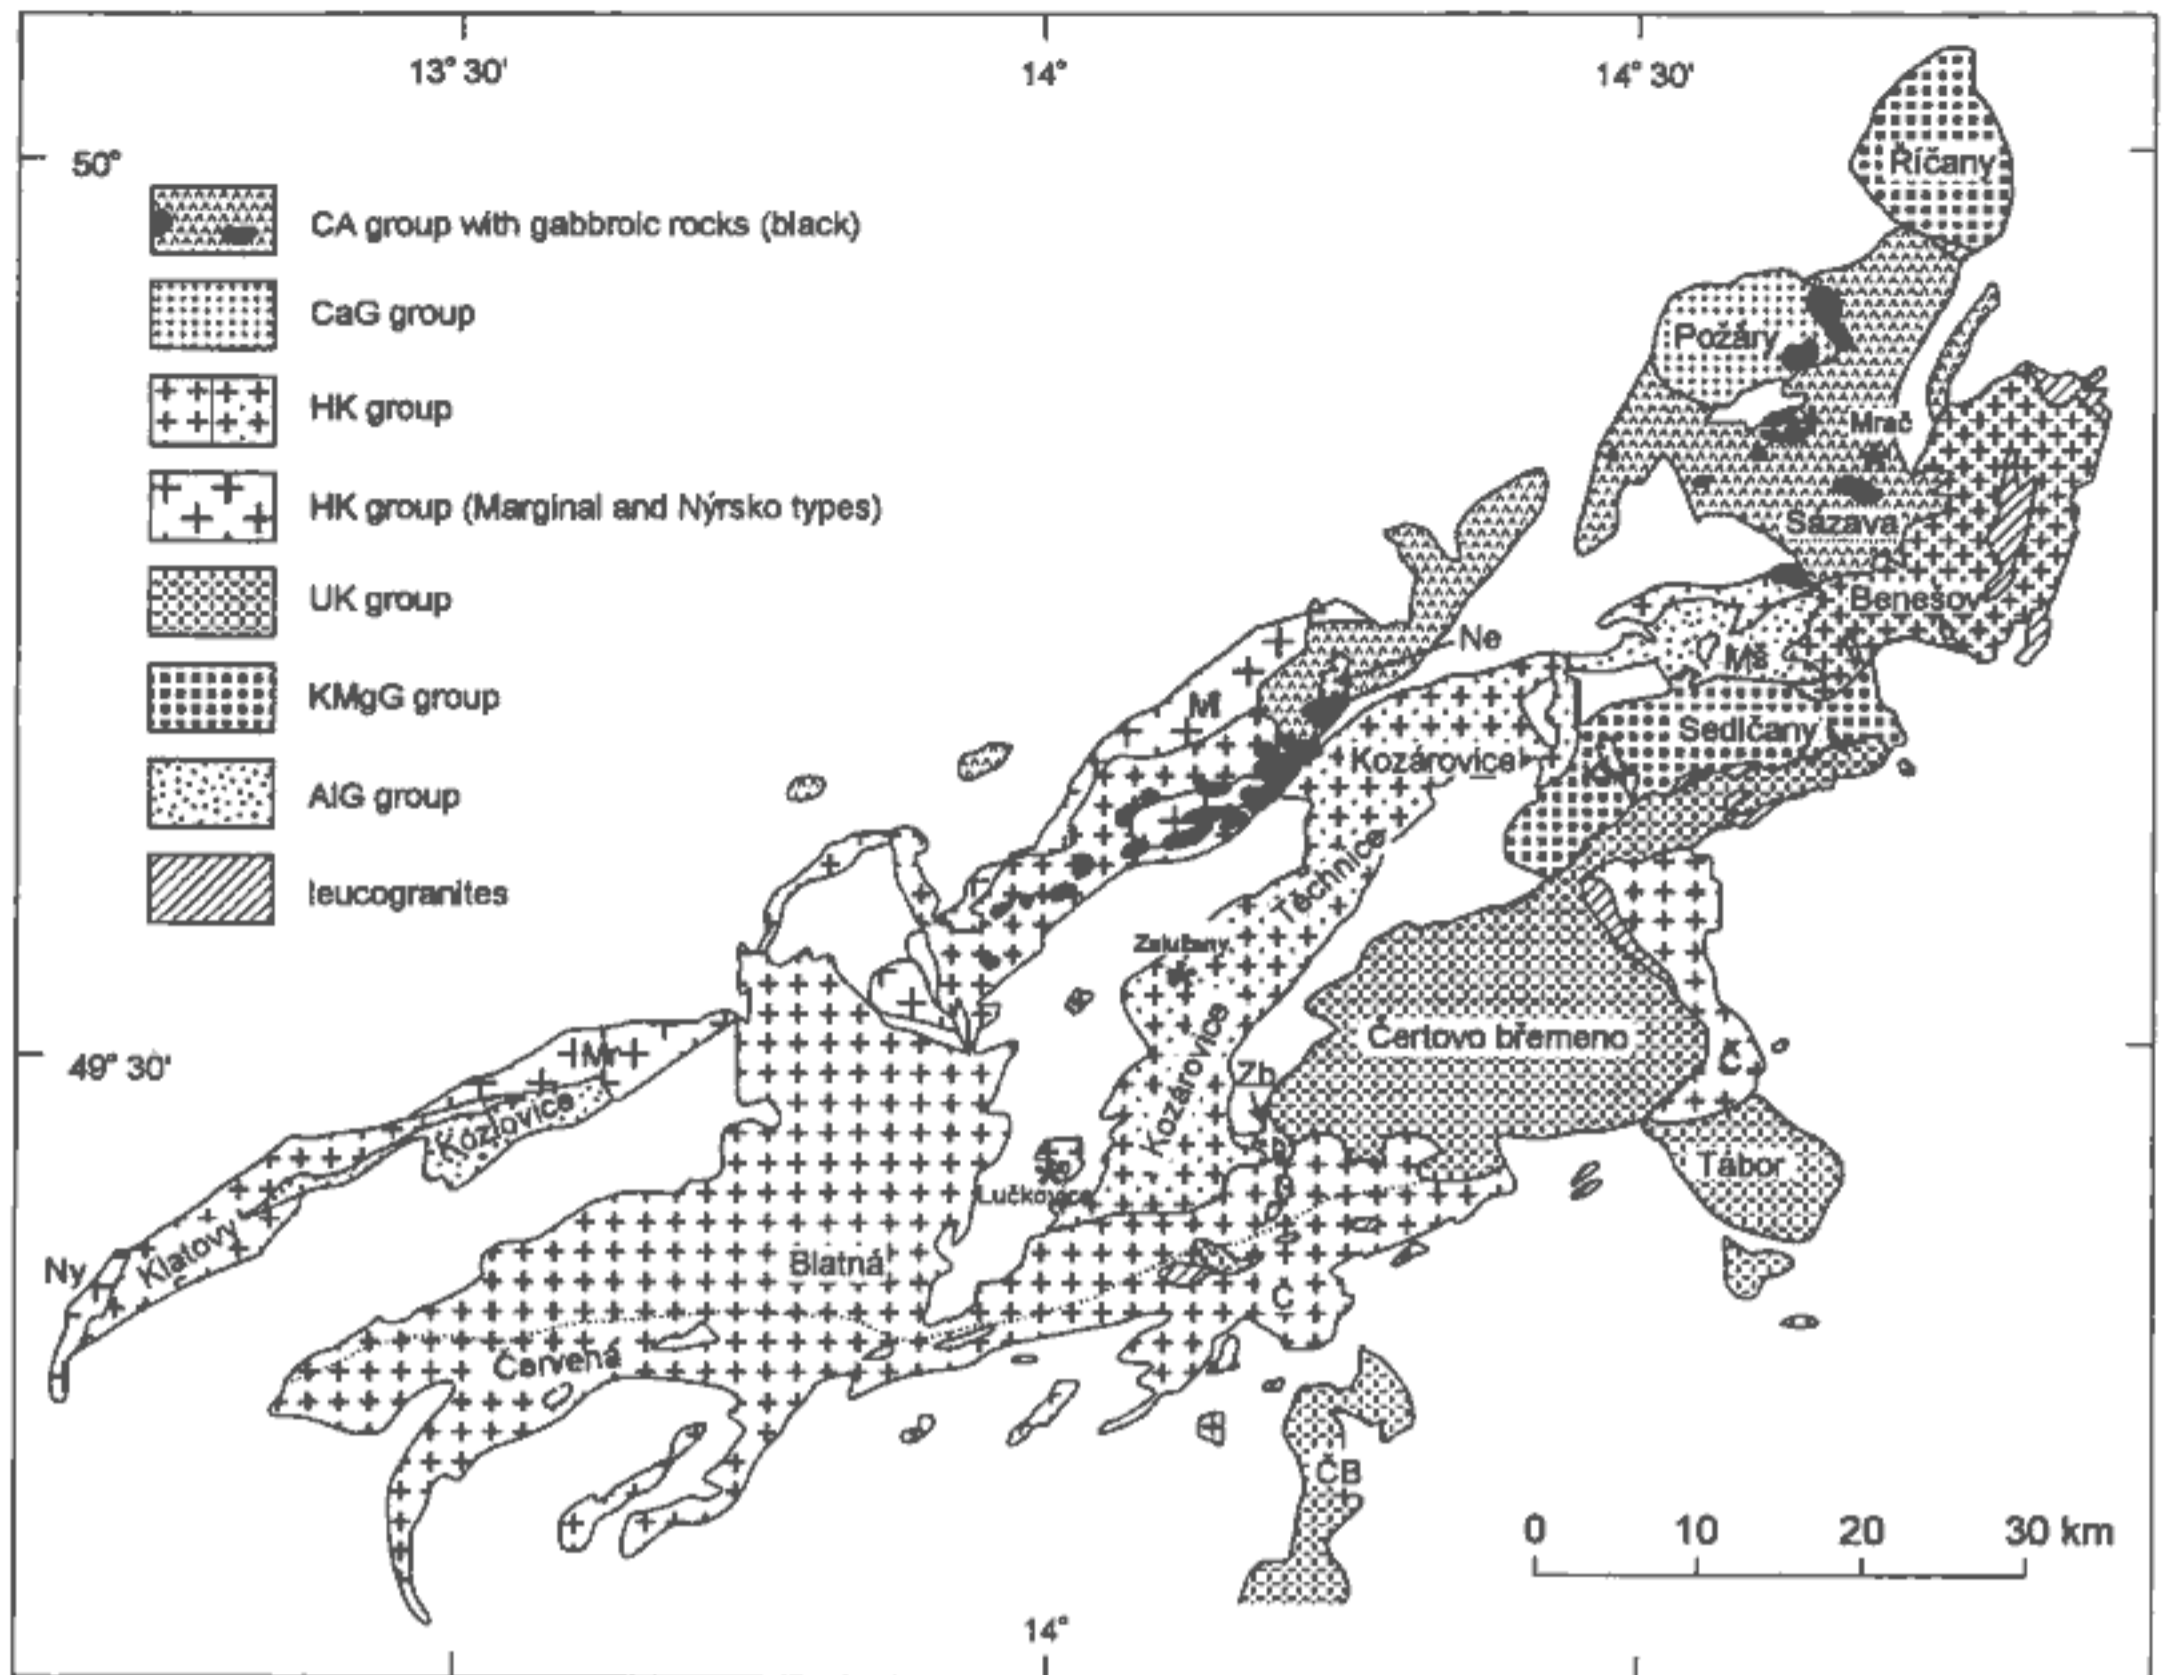 13° 30'
14°
14° 30'
50°
Říčany
CA group with gabbroic rocks (black)
CaG group
Požáry
HK group
Mrač
HK group (Marginal and Nýrsko types)
Sázava
UK group
Benešov
Ne
Mš
KMgG group
Mi
Sedlčany
Kozárovice
AlG group
Těchnice
leucogranites
Zalužany
Čertovo břemeno
49° 30'
Mr
Č
Zb
Kozárovice
Kozlovice
Tábor
Lučkovice
Klatovy
Blatná
Ny
Č
Červená
ČB
0 10 20 30 km
14°